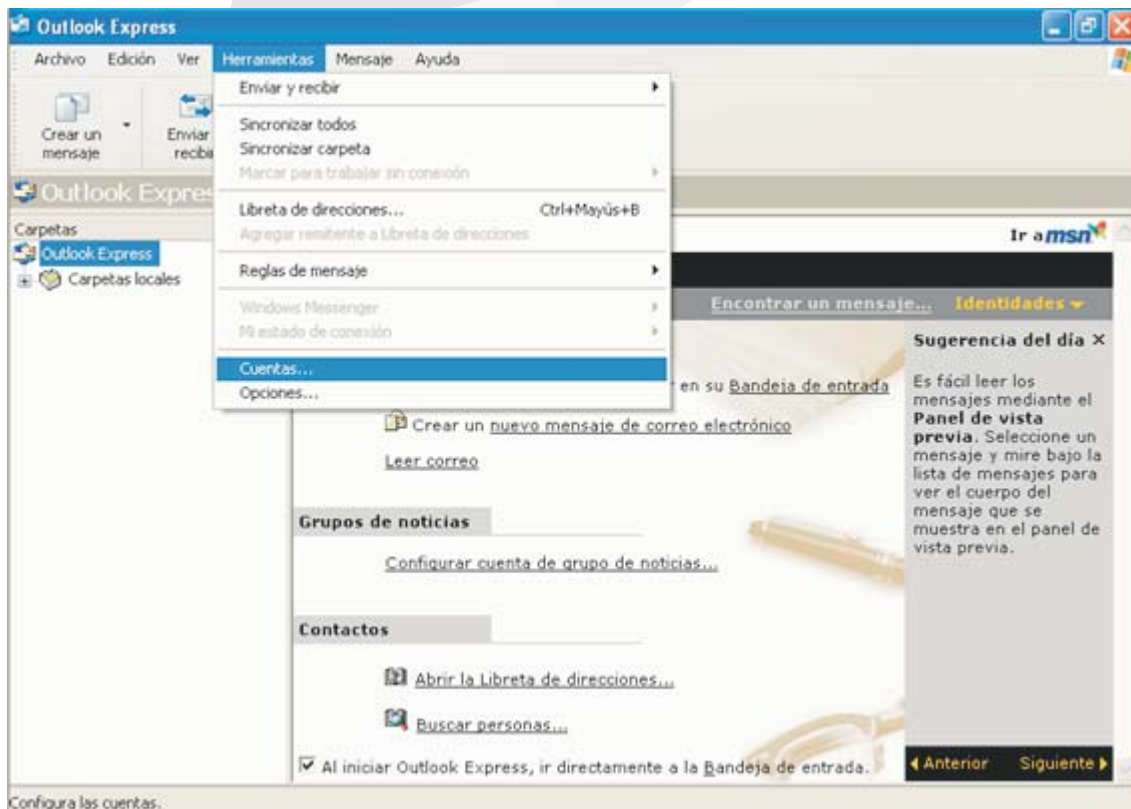 Outlook Express
Archivo Edición Ver Herramientas Mensaje Ayuda
Crear un mensaje
Enviar
Enviar y recibir
Sincronizar todos
Sincronizar carpeta
Marcar para trabajar sin conexión
Libreta de direcciones... Ctrl+Mayús+B
Agregar remitente a Libreta de direcciones
Reglas de mensaje
Windows Messenger
Mi estado de conexión
Cuentas...
Opciones...
Outlook Expres
Carpetas
Outlook Express
Carpetas locales
Ir a msn
Encontrar un mensaje... Identidades
en su Bandeja de entrada
Crear un nuevo mensaje de correo electrónico
Leer correo
Grupos de noticias
Configurar cuenta de grupo de noticias...
Contactos
Abrir la Libreta de direcciones...
Buscar personas...
Al iniciar Outlook Express, ir directamente a la Bandeja de entrada.
Sugerencia del día ×
Es fácil leer los
mensajes mediante el
Panel de vista
previa. Seleccione un
mensaje y mire bajo la
lista de mensajes para
ver el cuerpo del
mensaje que se
muestra en el panel de
vista previa.
Anterior Siguiente
Configura las cuentas.